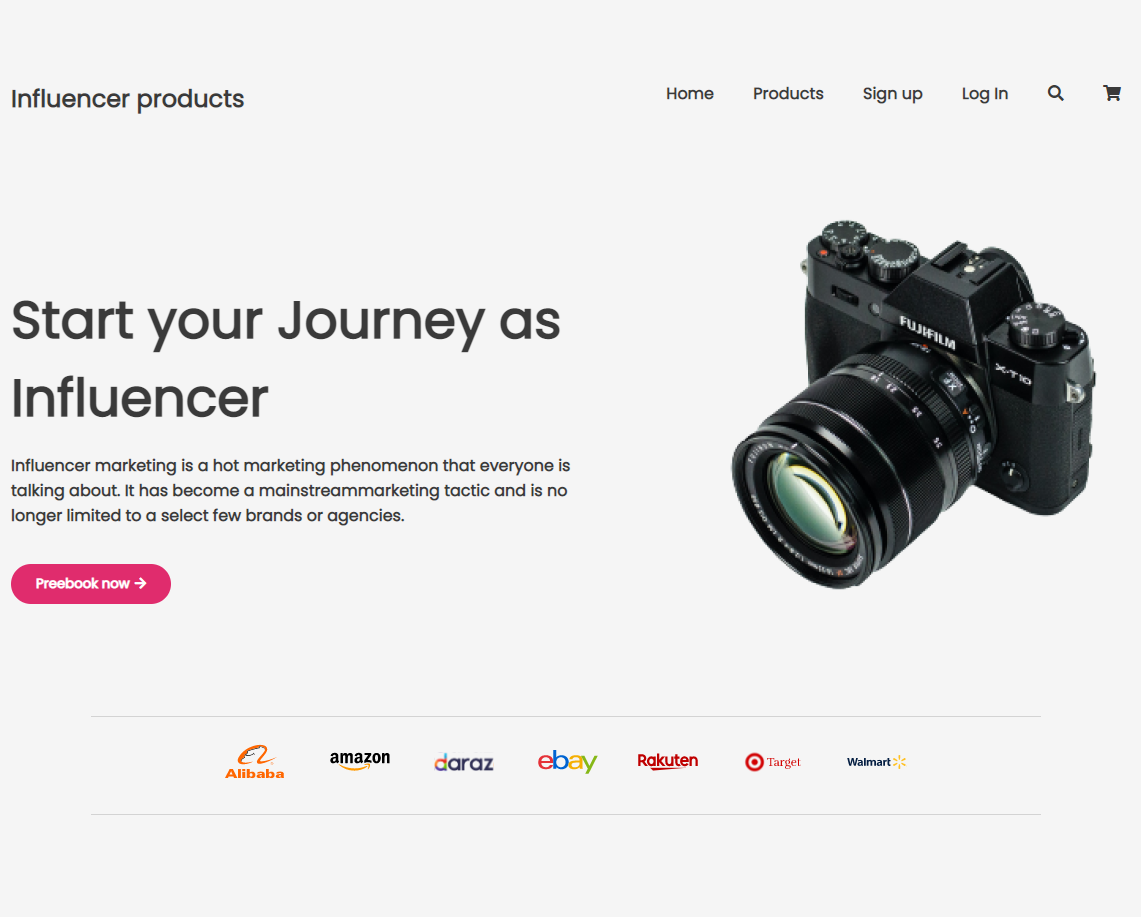 Influencer products
Home Products Sign up Log In
Start your Journey as
Influencer
Influencer marketing is a hot marketing phenomenon that everyone is
talking about. It has become a mainstreammarketing tactic and is no
longer limited to a select few brands or agencies.
Preebook now
FUJIFILM
X-T10
Alibaba amazon daraz ebay Rakuten Target Walmart